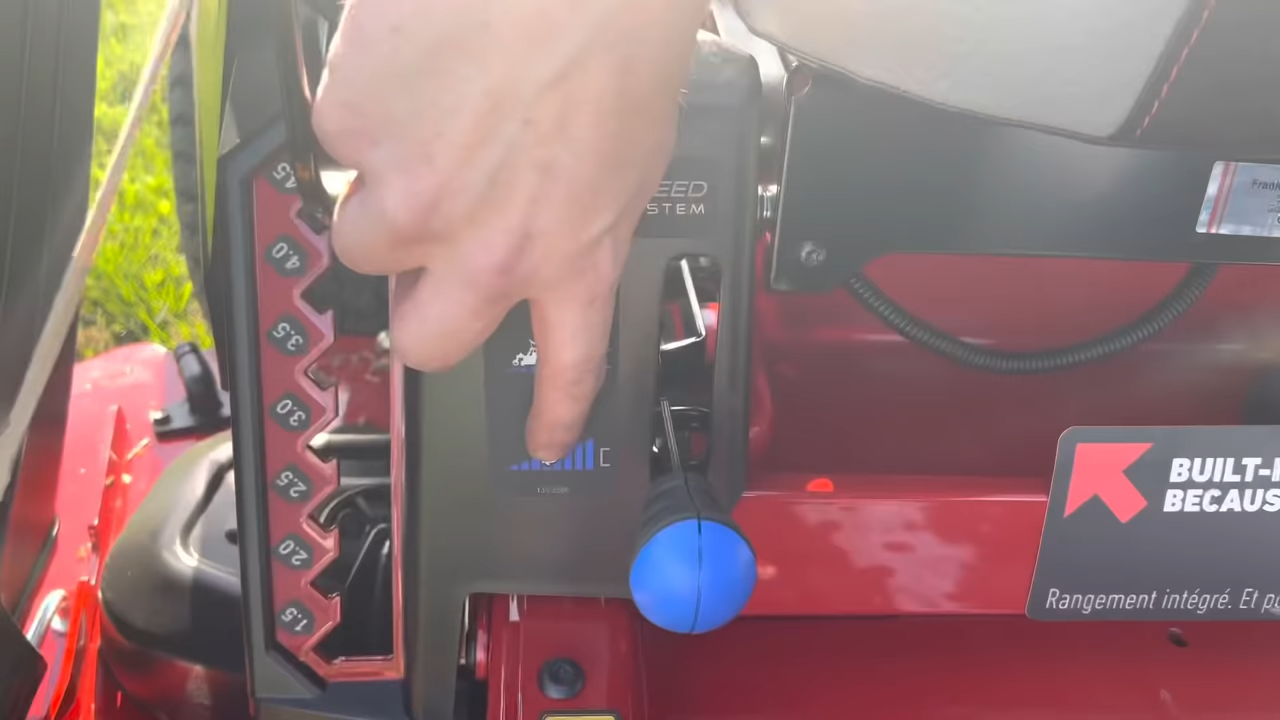 EED
STEM
4.5
4.0
3.5
3.0
2.5
2.0
1.5
BUILT-
BECAUS
Rangement intégré. Et p